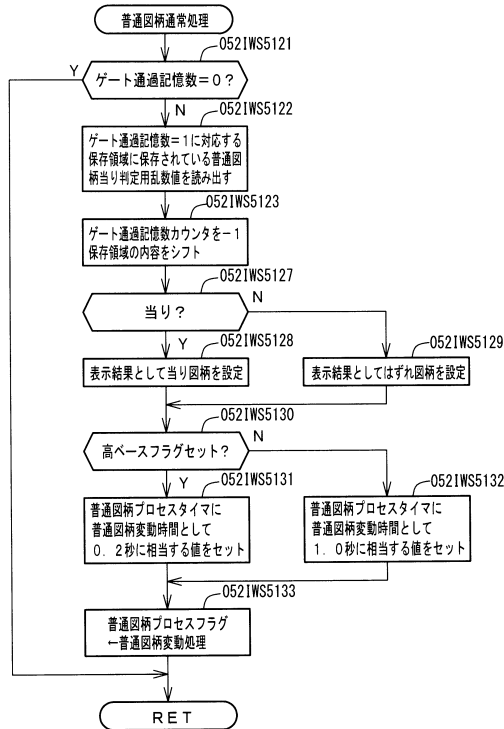 普通図柄通常処理
052IWS5121
ゲート通過記憶数=0?
Y
N
052IWS5122
ゲート通過記憶数=1に対応する
保存領域に保存されている普通図
柄当り判定用乱数値を読み出す
052IWS5123
ゲート通過記憶数カウンタを-1
保存領域の内容をシフト
052IWS5127
当り?
N
Y
052IWS5128
表示結果として当り図柄を設定
052IWS5129
表示結果としてはずれ図柄を設定
052IWS5130
高ベースフラグセット?
N
Y
052IWS5131
普通図柄プロセスタイマに
普通図柄変動時間として
0.2秒に相当する値をセット
052IWS5132
普通図柄プロセスタイマに
普通図柄変動時間として
1.0秒に相当する値をセット
052IWS5133
普通図柄プロセスフラグ
←普通図柄変動処理
RET